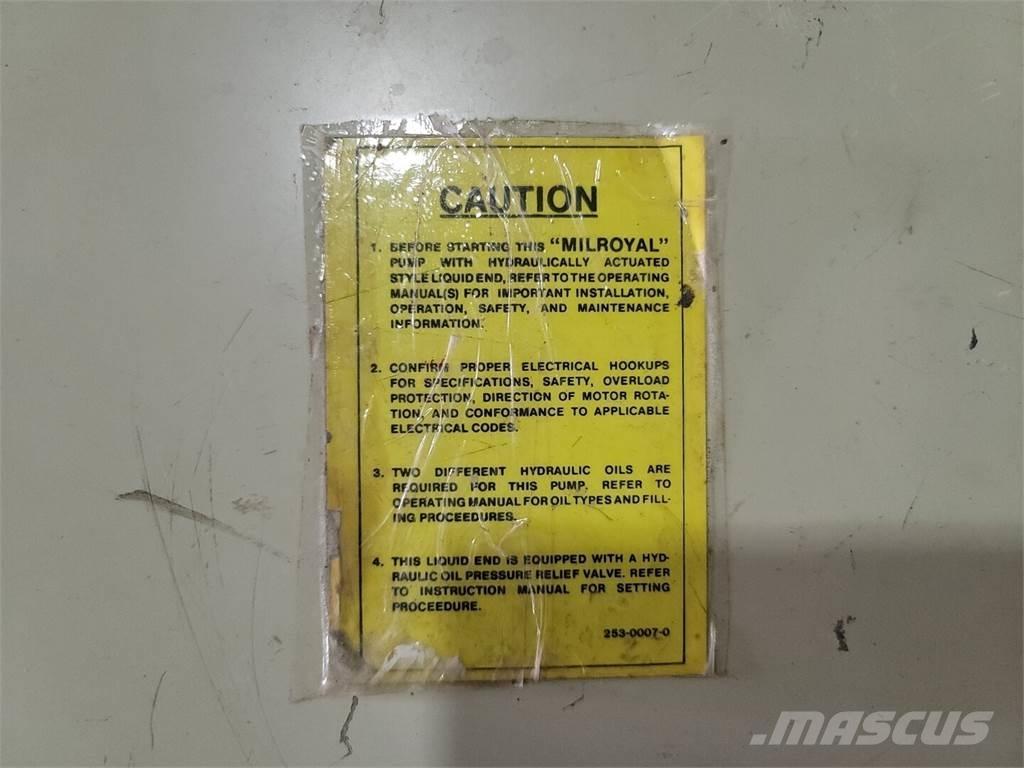 CAUTION
1. BEFORE STARTING THIS "MILROYAL"
PUMP WITH HYDRAULICALLY ACTUATED
STYLE LIQUID END, REFER TO THE OPERATING
MANUAL(S) FOR IMPORTANT INSTALLATION,
OPERATION, SAFETY, AND MAINTENANCE
INFORMATION.
2. CONFIRM PROPER ELECTRICAL HOOKUPS
FOR SPECIFICATIONS, SAFETY, OVERLOAD
PROTECTION, DIRECTION OF MOTOR ROTA-
TION, AND CONFORMANCE TO APPLICABLE
ELECTRICAL CODES.
3. TWO DIFFERENT HYDRAULIC OILS ARE
REQUIRED FOR THIS PUMP. REFER TO
OPERATING MANUAL FOR OIL TYPES AND FILL-
ING PROCEEDURES.
4. THIS LIQUID END IS EQUIPPED WITH A HYD-
RAULIC OIL PRESSURE RELIEF VALVE. REFER
TO INSTRUCTION MANUAL FOR SETTING
PROCEEDURE.
253-0007-0
.MASCUS